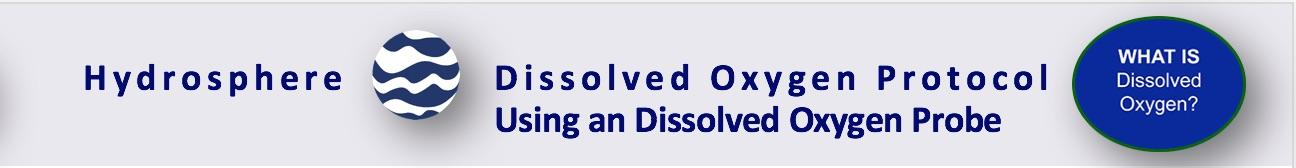 Hydrosphere
Dissolved Oxygen Protocol
Using an Dissolved Oxygen Probe
WHAT IS
Dissolved
Oxygen?